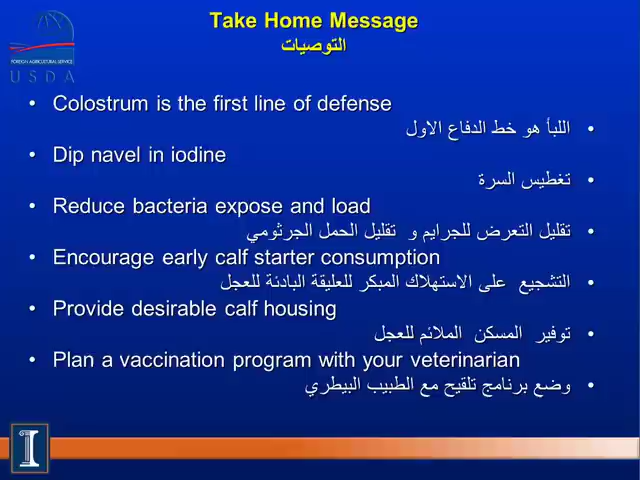 Take Home Message
التوصيات
FOREIGN AGRICULTURAL SERVICE
USDA
• Colostrum is the first line of defense
• اللبأ هو خط الدفاع الاول
• Dip navel in iodine
• تغطيس السرة
• Reduce bacteria expose and load
• تقليل التعرض للجرايم و تقليل الحمل الجرثومي
• Encourage early calf starter consumption
• التشجيع على الاستهلاك المبكر للعليقة البادئة للعجل
• Provide desirable calf housing
• توفير المسكن الملائم للعجل
• Plan a vaccination program with your veterinarian
• وضع برنامج تلقيح مع الطبيب البيطري
I